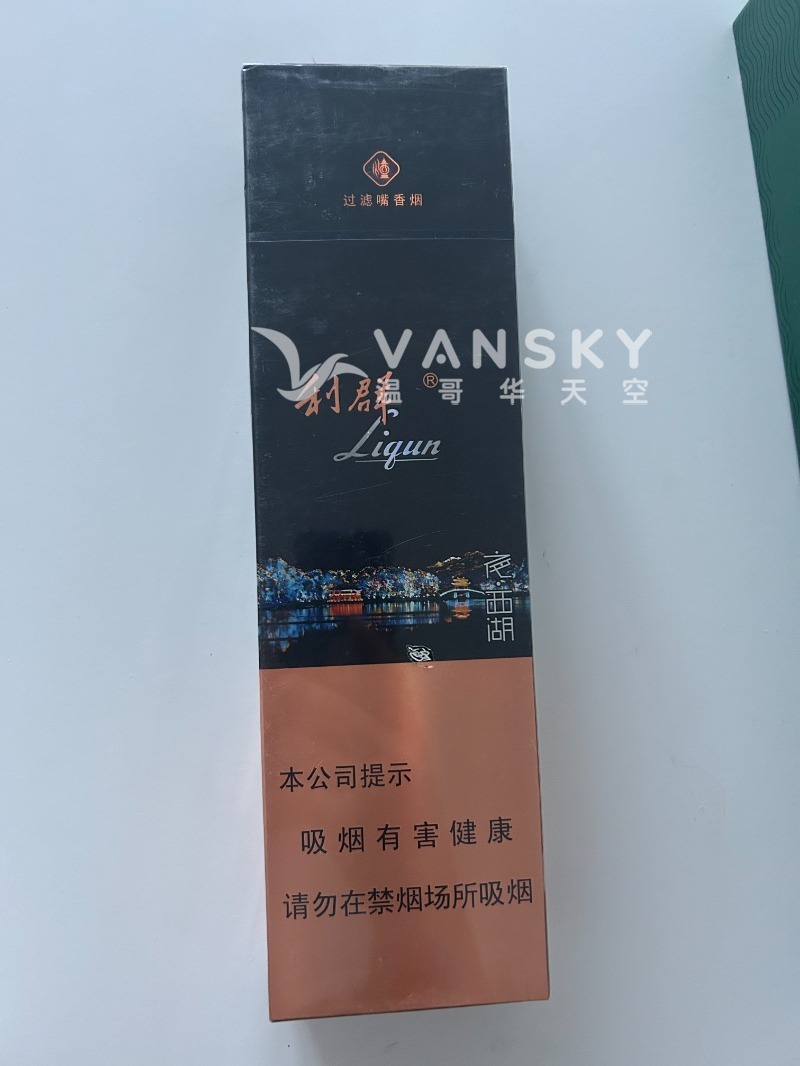 过滤嘴香烟
VANSKY
温哥华天空
利群®
Liqun
夜·西湖
本公司提示
吸烟有害健康
请勿在禁烟场所吸烟